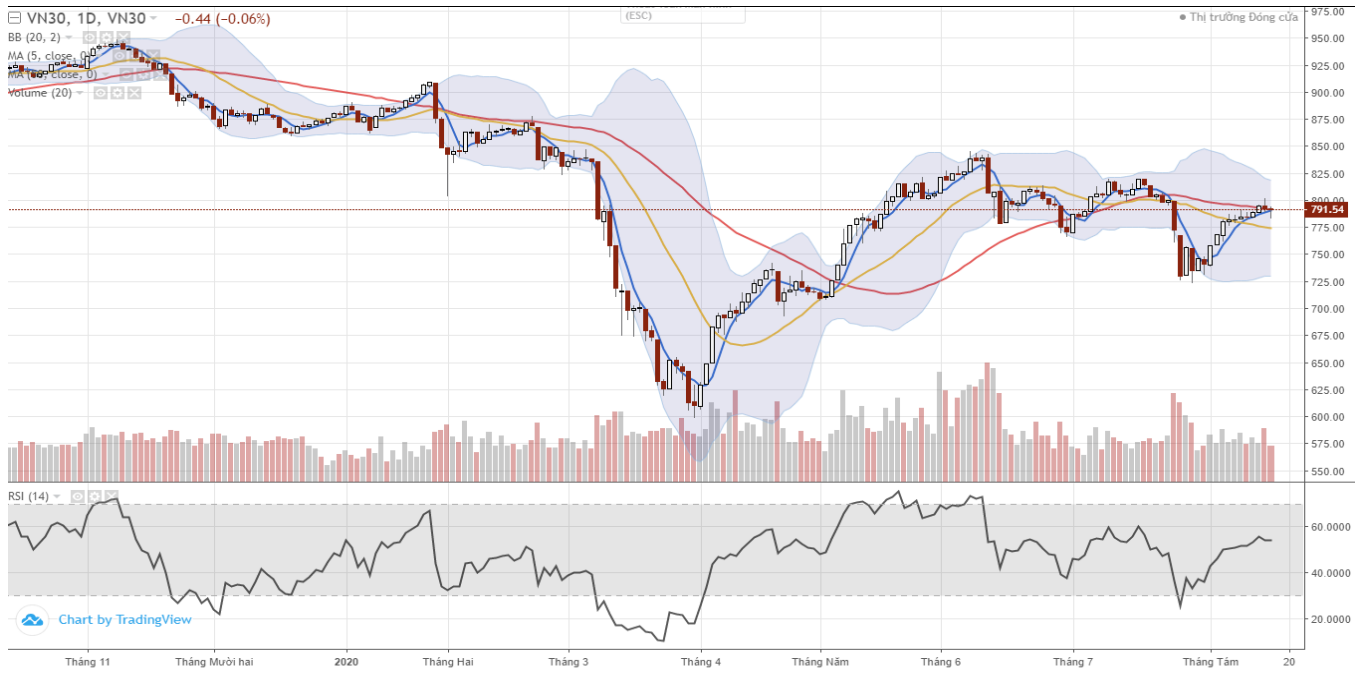 VN30, 1D, VN30 −0.44 (−0.06%)
(ESC)
Thị trường Đóng cửa
BB (20, 2)
MA (5, close, 0)
MA ( close, 0)
Volume (20)
975.00
950.00
925.00
900.00
875.00
850.00
825.00
800.00
791.54
775.00
750.00
725.00
700.00
675.00
650.00
625.00
600.00
575.00
550.00
RSI (14)
60.0000
40.0000
20.0000
Chart by TradingView
Tháng 11 Tháng Mười hai 2020 Tháng Hai Tháng 3 Tháng 4 Tháng Năm Tháng 6 Tháng 7 Tháng Tám 20